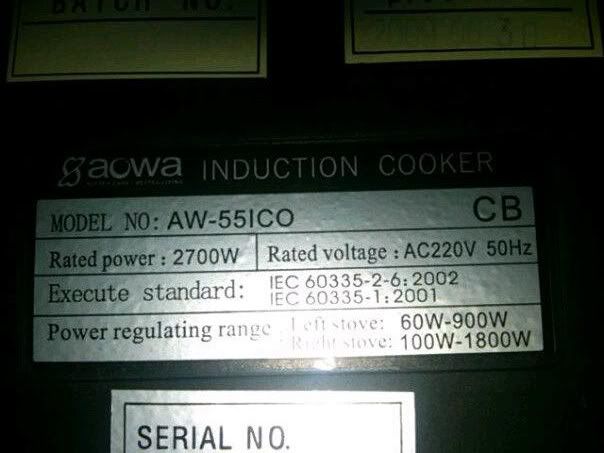 BATCH NO.
aowa INDUCTION COOKER
MODEL NO: AW-55ICO CB
Rated power : 2700W Rated voltage : AC220V 50Hz
Execute standard: IEC 60335-2-6:2002
IEC 60335-1:2001
Power regulating range Left stove: 60W-900W
Right stove: 100W-1800W
SERIAL NO.